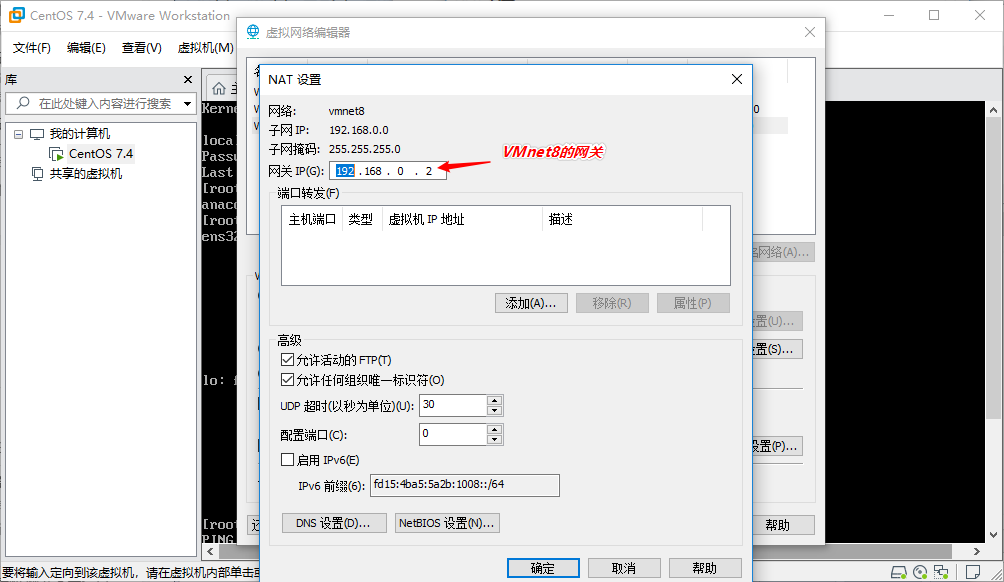 CentOS 7.4 - VMware Workstation
文件(F) 编辑(E) 查看(V) 虚拟机(M)
虚拟网络编辑器
库
在此处键入内容进行搜索
我的计算机
CentOS 7.4
共享的虚拟机
Kerne
loca
Passu
Last
[roo
anaco
[root
ens32
lo:
[root
PING
NAT 设置
网络: vmnet8
子网 IP: 192.168.0.0
子网掩码: 255.255.255.0
网关 IP(G): 192 . 168 . 0 . 2
VMnet8的网关
端口转发(F)
主机端口 类型 虚拟机 IP 地址 描述
添加(A)... 移除(R) 属性(P)
高级
允许活动的 FTP(T)
允许任何组织唯一标识符(O)
UDP 超时(以秒为单位)(U): 30
配置端口(C): 0
启用 IPv6(E)
IPv6 前缀(6): fd15:4ba5:5a2b:1008::/64
DNS 设置(D)... NetBIOS 设置(N)...
确定 取消 帮助
0
网络(A)...
置(U)...
置(S)...
设置(P)...
帮助
要将输入定向到该虚拟机，请在虚拟机内部单击或